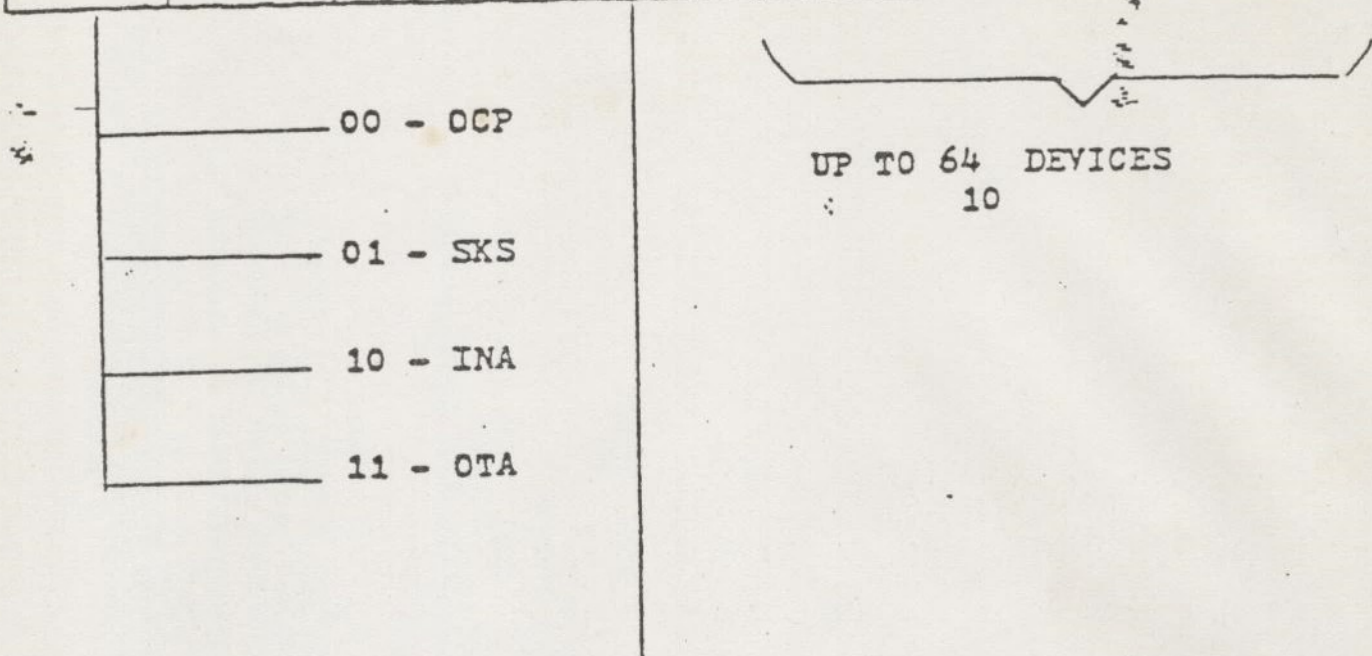 00 - OCP
UP TO 64 DEVICES
10
01 - SKS
10 - INA
11 - OTA